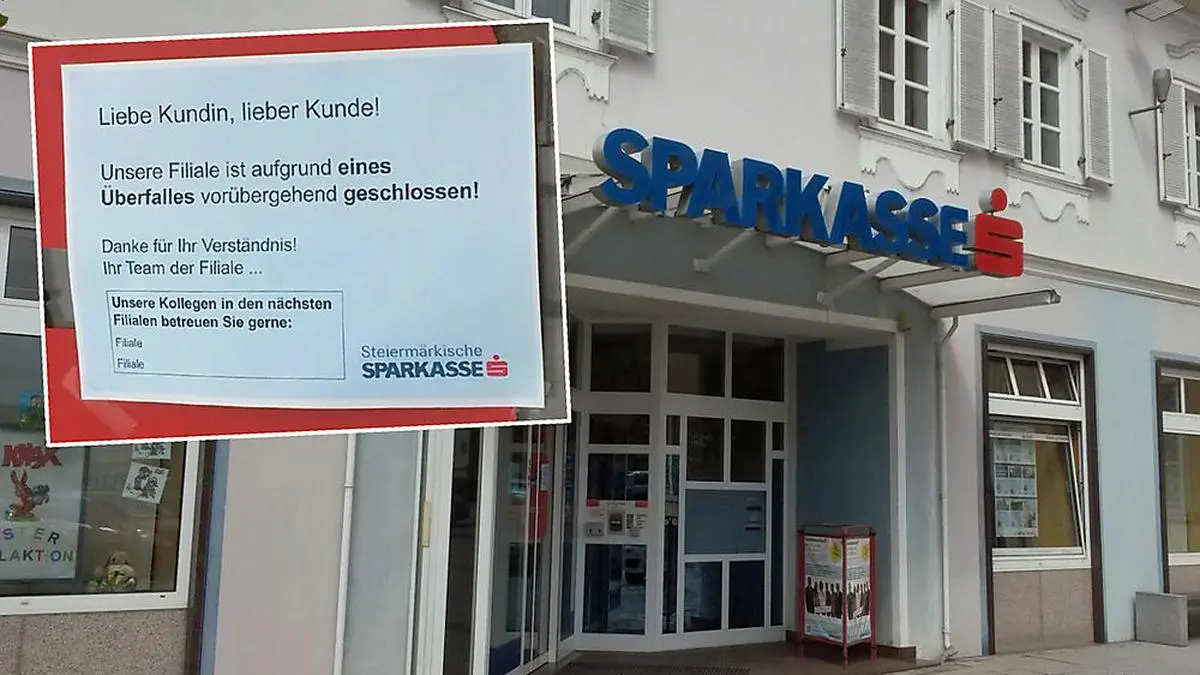 Liebe Kundin, lieber Kunde!
Unsere Filiale ist aufgrund eines
Überfalles vorübergehend geschlossen!
Danke für Ihr Verständnis!
Ihr Team der Filiale ...
Unsere Kollegen in den nächsten
Filialen betreuen Sie gerne:
Filiale
Filiale
Steiermärkische
SPARKASSE
SPARKASSE